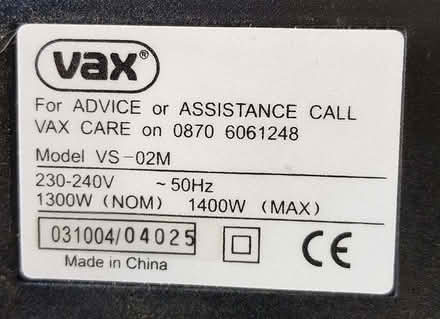 vax®
For ADVICE or ASSISTANCE CALL
VAX CARE on 0870 6061248
Model VS-02M
230-240V ~50Hz
1300W (NOM) 1400W (MAX)
031004/04025
CE
Made in China